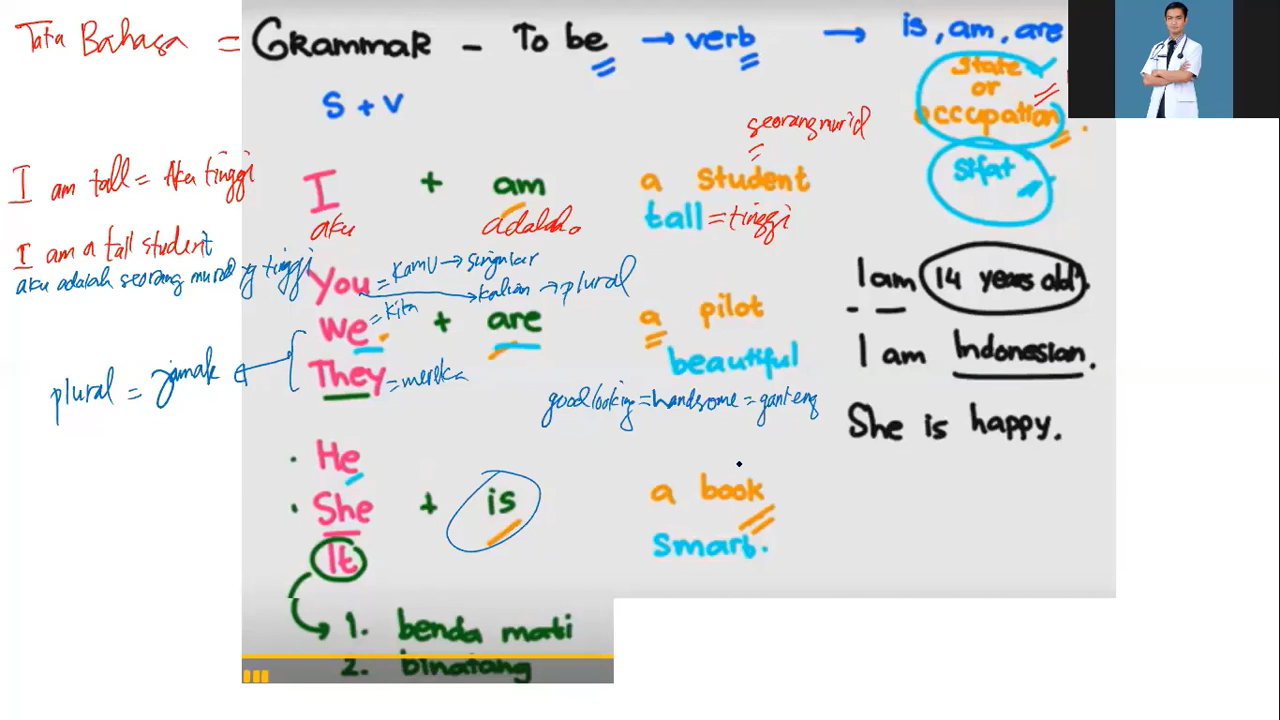 Tata Bahasa = GRAMMAR - To be → verb → is, am, are
State
or
occupation
S + V
seorang murid
Sifat
I am tall = Aku tinggi
I + am a student
aku adalah tall = tinggi
I am a tall student
aku adalah seorang murid yg tinggi
You = kamu → singular
→ kalian → plural
We = kita + are a pilot
They = mereka beautiful
plural = jamak
good looking = handsome = ganteng
I am 14 years old.
I am Indonesian.
She is happy.
He
She + is a book
It Smart.
1. benda mati
2. binatang